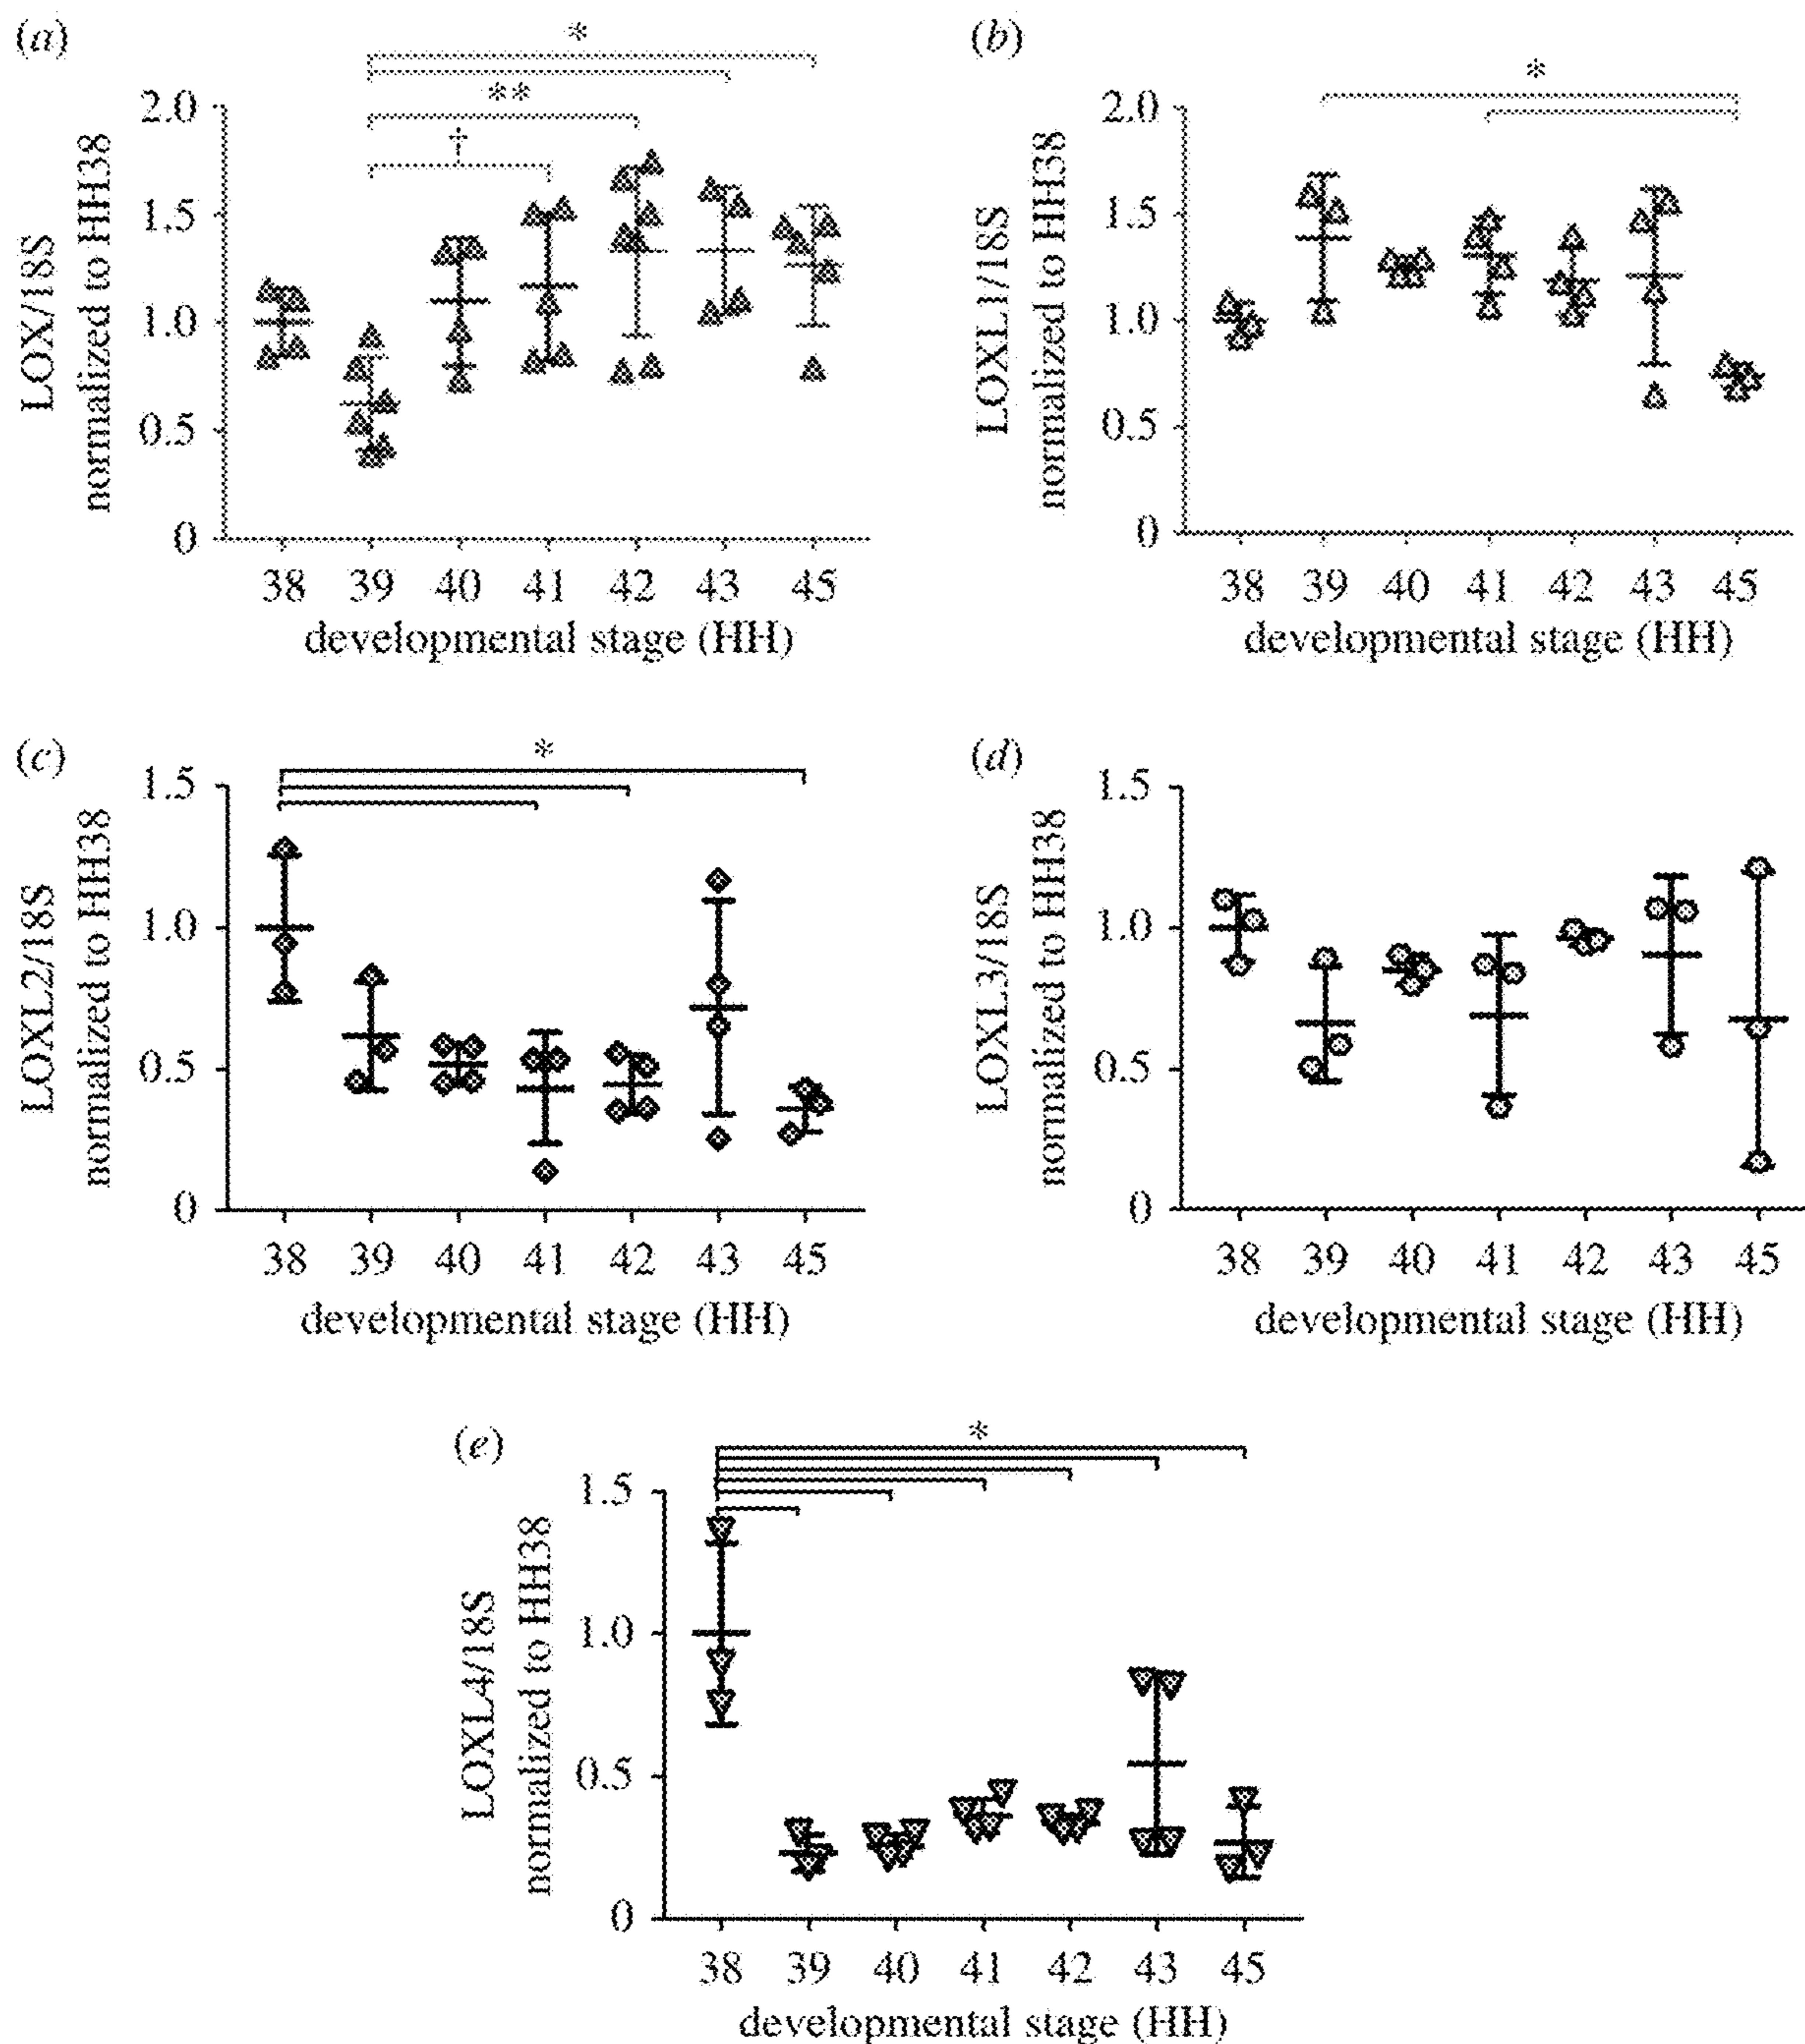 (a)
*
**
†
2.0
1.5
1.0
0.5
0
LOX/18S
normalized to HH38
38 39 40 41 42 43 45
developmental stage (HH)
(b)
*
2.0
1.5
1.0
0.5
0
LOXL1/18S
normalized to HH38
38 39 40 41 42 43 45
developmental stage (HH)
(c)
*
1.5
1.0
0.5
0
LOXL2/18S
normalized to HH38
38 39 40 41 42 43 45
developmental stage (HH)
(d)
1.5
1.0
0.5
0
LOXL3/18S
normalized to HH38
38 39 40 41 42 43 45
developmental stage (HH)
(e)
*
1.5
1.0
0.5
0
LOXL4/18S
normalized to HH38
38 39 40 41 42 43 45
developmental stage (HH)